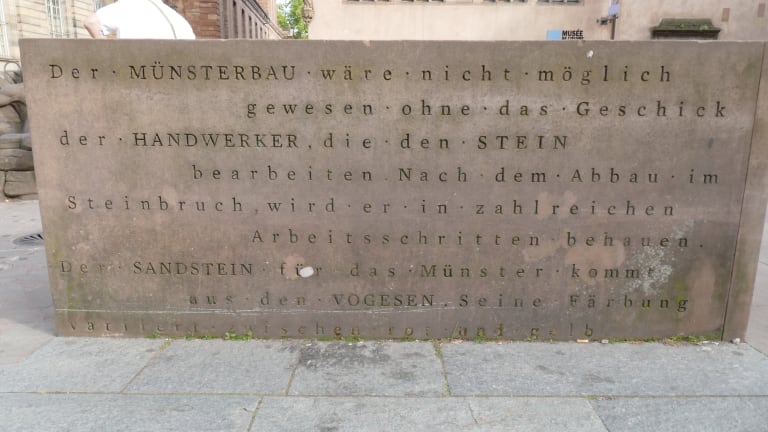 MUSÉE
Der · MÜNSTERBAU · wäre · nicht · möglich
gewesen · ohne · das · Geschick
der · HANDWERKER, die · den · STEIN
bearbeiten. Nach · dem · Abbau · im
Steinbruch, wird · er · in · zahlreichen
Arbeitsschritten · behauen.
Der · SANDSTEIN · für · das · Münster · kommt
aus · den · VOGESEN. Seine · Färbung
variiert · zwischen · rot · und · gelb